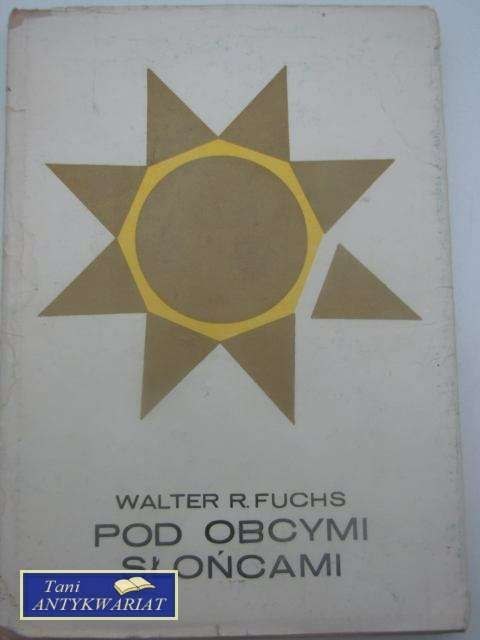 WALTER R. FUCHS
POD OBCYMI
SŁOŃCAMI
Tani
ANTYKWARIAT